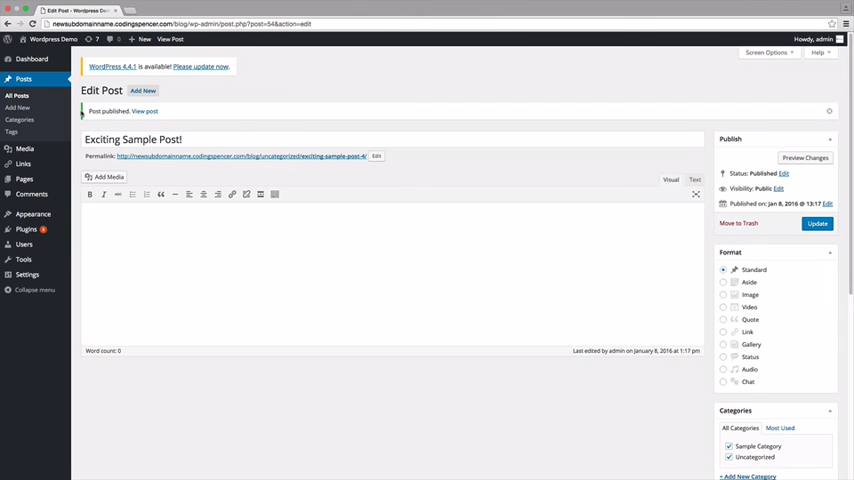 Edit Post ‹ Wordpress Demo
newsubdomainname.codingspencer.com/blog/wp-admin/post.php?post=54&action=edit
Wordpress Demo 7 + New View Post Howdy, admin
Screen Options Help
Dashboard
Posts
All Posts
Add New
Categories
Tags
Media
Links
Pages
Comments
Appearance
Plugins
Users
Tools
Settings
Collapse menu
WordPress 4.4.1 is available! Please update now.
Edit Post Add New
Post published. View post
Exciting Sample Post!
Permalink: http://newsubdomainname.codingspencer.com/blog/uncategorized/exciting-sample-post-4/ Edit
Add Media
Visual Text
B I ABC
Word count: 0 Last edited by admin on January 8, 2016 at 1:17 pm
Publish
Preview Changes
Status: Published Edit
Visibility: Public Edit
Published on: Jan 8, 2016 @ 13:17 Edit
Move to Trash Update
Format
Standard
Aside
Image
Video
Quote
Link
Gallery
Status
Audio
Chat
Categories
All Categories Most Used
Sample Category
Uncategorized
+ Add New Category